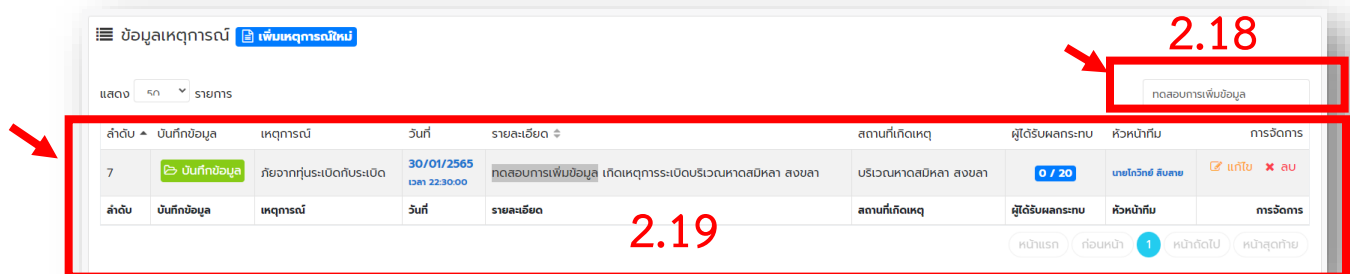 ข้อมูลเหตุการณ์ เพิ่มเหตุกรณ์ใหม่
2.18
แสดง 50 รายการ
ทดสอบการเพิ่มข้อมูล
ลำดับ บันทึกข้อมูล เหตุการณ์ วันที่ รายละเอียด สถานที่เกิดเหตุ ผู้ได้รับผลกระทบ หัวหน้าทีม การจัดการ
7 บันทึกข้อมูล ภัยจากทุ่นระเบิดกับระเบิด 30/01/2565 ทดสอบการเพิ่มข้อมูล เกิดเหตุการระเบิดบริเวณหาดสมิหลา สงขลา บริเวณหาดสมิหลา สงขลา 0 / 20 นายโกวิทย์ สืบสาย แก้ไข ลบ
เวลา 22:30:00
ลำดับ บันทึกข้อมูล เหตุการณ์ วันที่ รายละเอียด สถานที่เกิดเหตุ ผู้ได้รับผลกระทบ หัวหน้าทีม การจัดการ
2.19
หน้าแรก ก่อนหน้า 1 หน้าถัดไป หน้าสุดท้าย